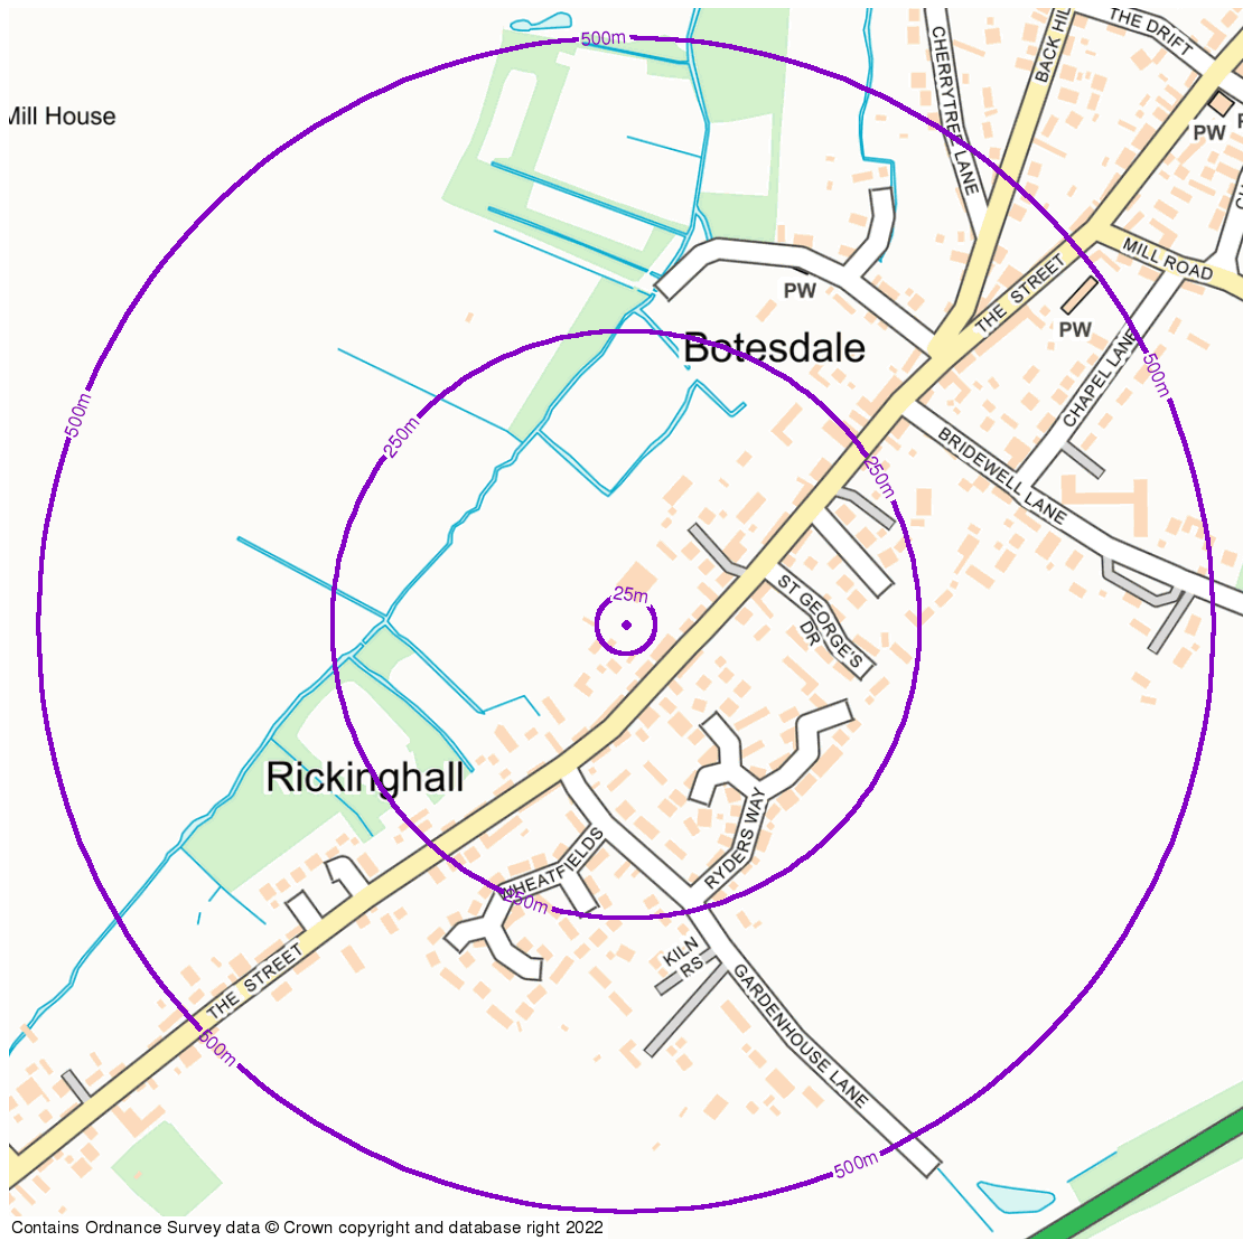 THE DRIFT
500m
BACK HIL
CHERRYTREE LANE
Mill House
PW
PW
MILL ROAD
THE STREET
PW
PW
Botesdale
CHAPEL LANE
500m
500m
250m
250m
BRIDEWELL LANE
25m
ST GEORGE'S
DR
Rickinghall
RYDERS WAY
WHEATFIELDS
250m
KILN
RS
THE STREET
GARDENHOUSE LANE
500m
500m
Contains Ordnance Survey data © Crown copyright and database right 2022